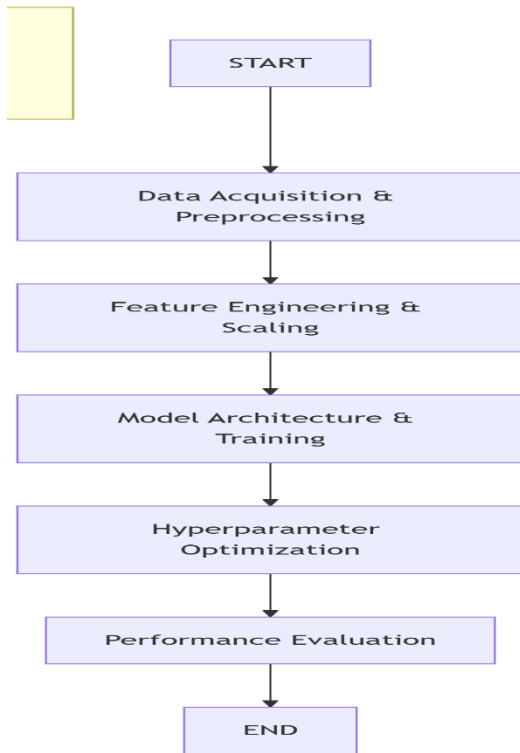 START
Data Acquisition &
Preprocessing
Feature Engineering &
Scaling
Model Architecture &
Training
Hyperparameter
Optimization
Performance Evaluation
END